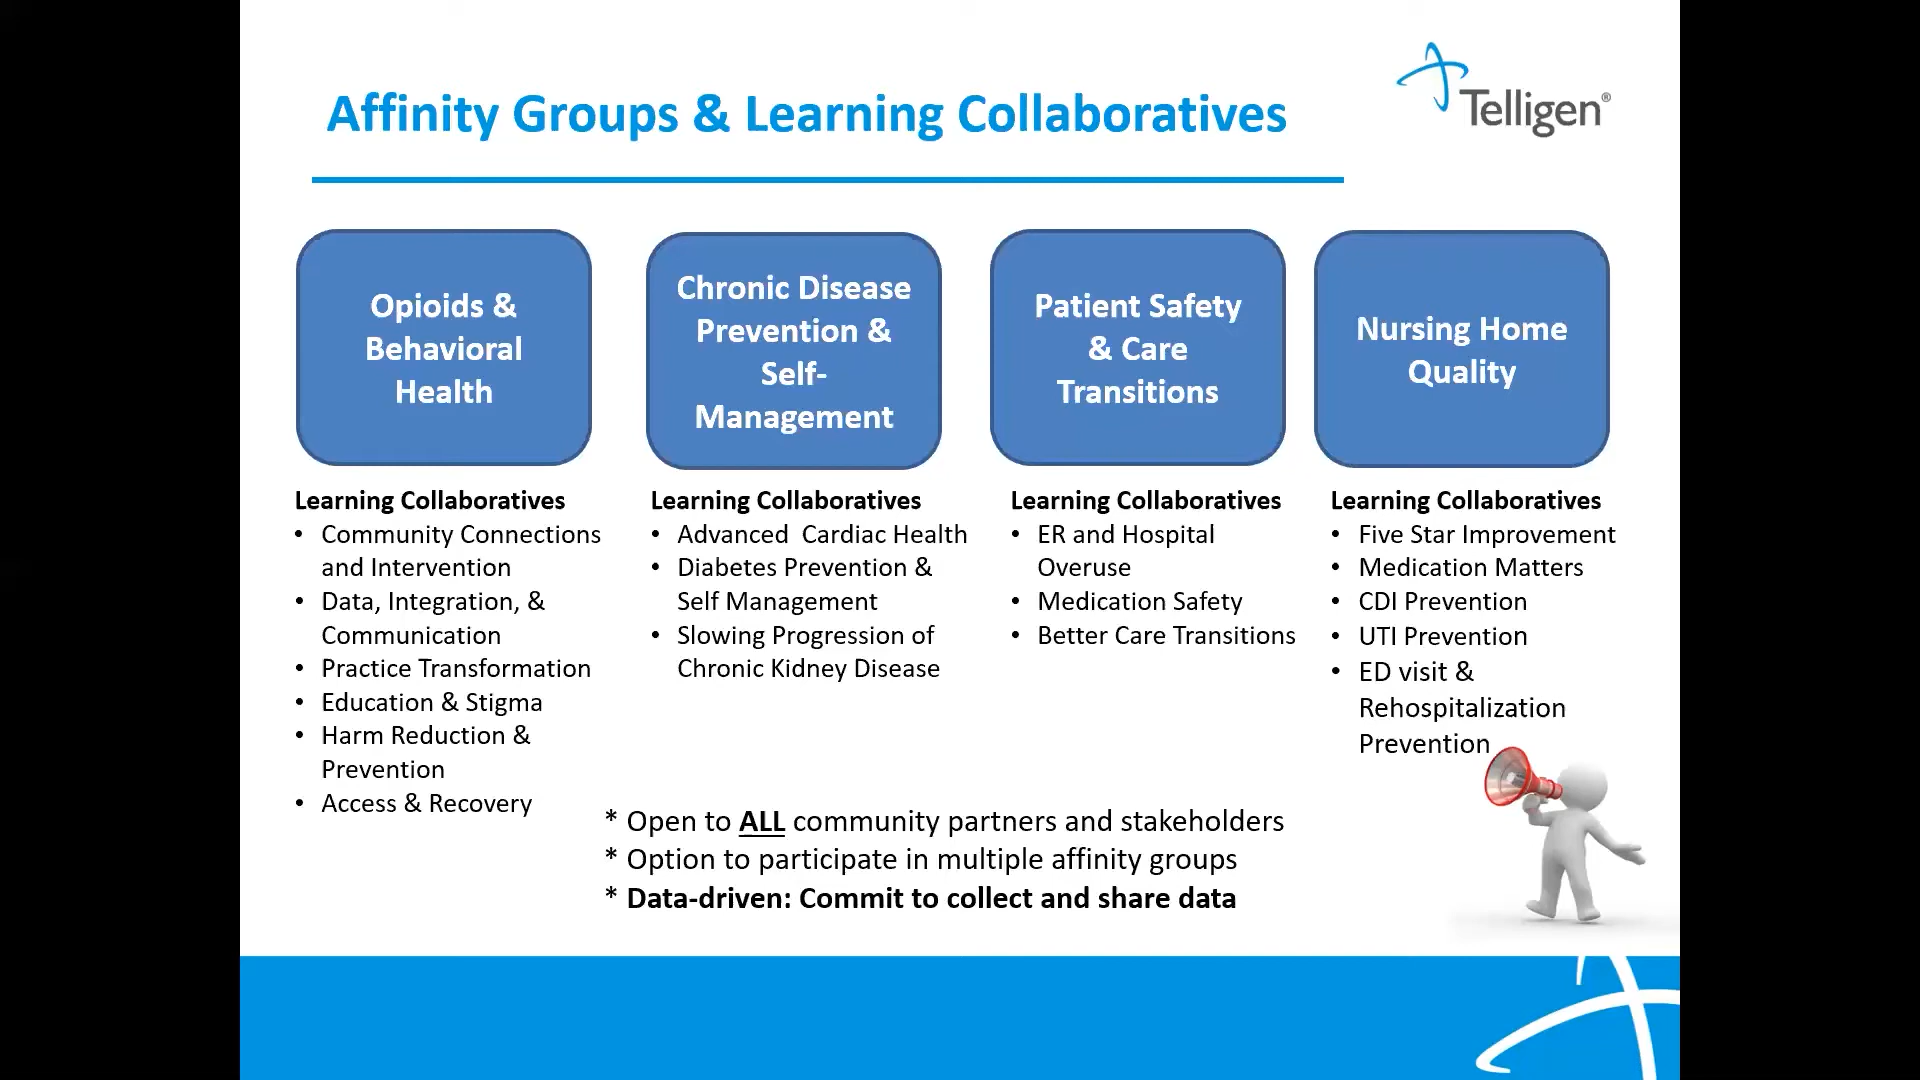 Affinity Groups & Learning Collaboratives
Telligen®
Opioids &
Behavioral
Health
Chronic Disease
Prevention &
Self-
Management
Patient Safety
& Care
Transitions
Nursing Home
Quality
Learning Collaboratives
• Community Connections
and Intervention
• Data, Integration, &
Communication
• Practice Transformation
• Education & Stigma
• Harm Reduction &
Prevention
• Access & Recovery
Learning Collaboratives
• Advanced  Cardiac Health
• Diabetes Prevention &
Self Management
• Slowing Progression of
Chronic Kidney Disease
Learning Collaboratives
• ER and Hospital
Overuse
• Medication Safety
• Better Care Transitions
Learning Collaboratives
• Five Star Improvement
• Medication Matters
• CDI Prevention
• UTI Prevention
• ED visit &
Rehospitalization
Prevention
* Open to ALL community partners and stakeholders
* Option to participate in multiple affinity groups
* Data-driven: Commit to collect and share data